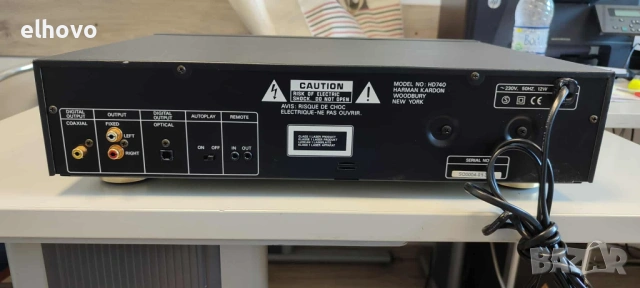 elhovo
CAUTION
RISK OF ELECTRIC
SHOCK. DO NOT OPEN
AVIS: RISQUE DE CHOC
ELECTRIQUE-NE PAS OUVRIR.
MODEL NO: HD740
HARMAN KARDON
WOODBURY
NEW YORK
~230V, 50HZ, 12W
S
CE
DIGITAL
OUTPUT
OUTPUT
DIGITAL
OUTPUT
AUTOPLAY
REMOTE
COAXIAL
FIXED
OPTICAL
LEFT
RIGHT
ON
OFF
IN
OUT
CLASS 1 LASER PRODUCT
SERIAL NO
BAZAR